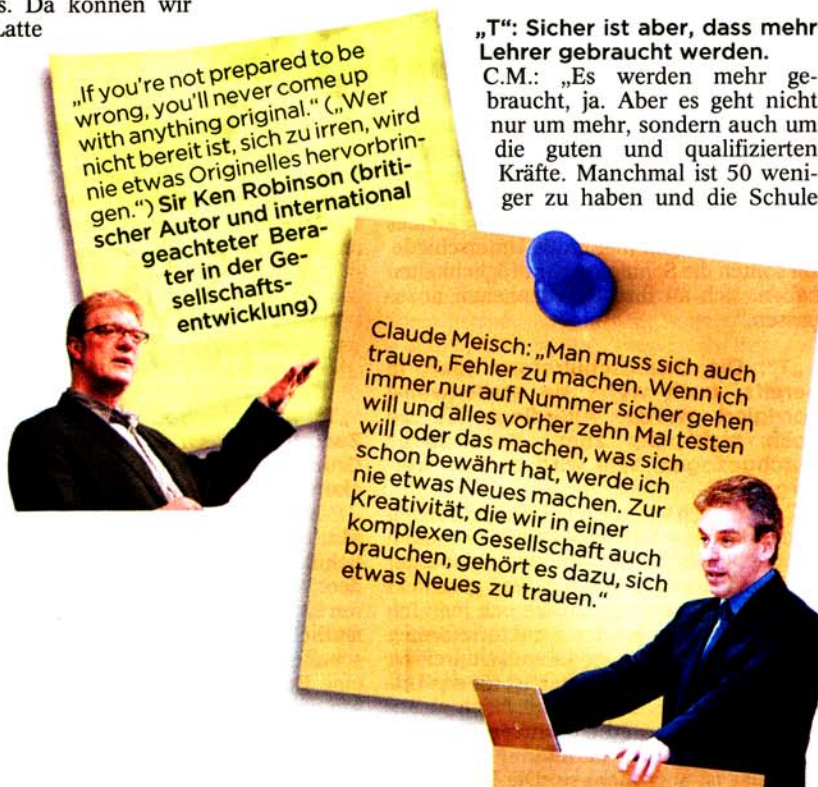 s. Da können wir
Latte
„If you're not prepared to be
wrong, you'll never come up
with anything original.“ („Wer
nicht bereit ist, sich zu irren, wird
nie etwas Originelles hervorbrin-
gen.“) Sir Ken Robinson (briti-
scher Autor und international
geachteter Bera-
ter in der Ge-
sellschafts-
entwicklung)
„T“: Sicher ist aber, dass mehr
Lehrer gebraucht werden.
C.M.: „Es werden mehr ge-
braucht, ja. Aber es geht nicht
nur um mehr, sondern auch um
die guten und qualifizierten
Kräfte. Manchmal ist 50 weni-
ger zu haben und die Schule
Claude Meisch: „Man muss sich auch
trauen, Fehler zu machen. Wenn ich
immer nur auf Nummer sicher gehen
will und alles vorher zehn Mal testen
will oder das machen, was sich
schon bewährt hat, werde ich
nie etwas Neues machen. Zur
Kreativität, die wir in einer
komplexen Gesellschaft auch
brauchen, gehört es dazu, sich
etwas Neues zu trauen.“